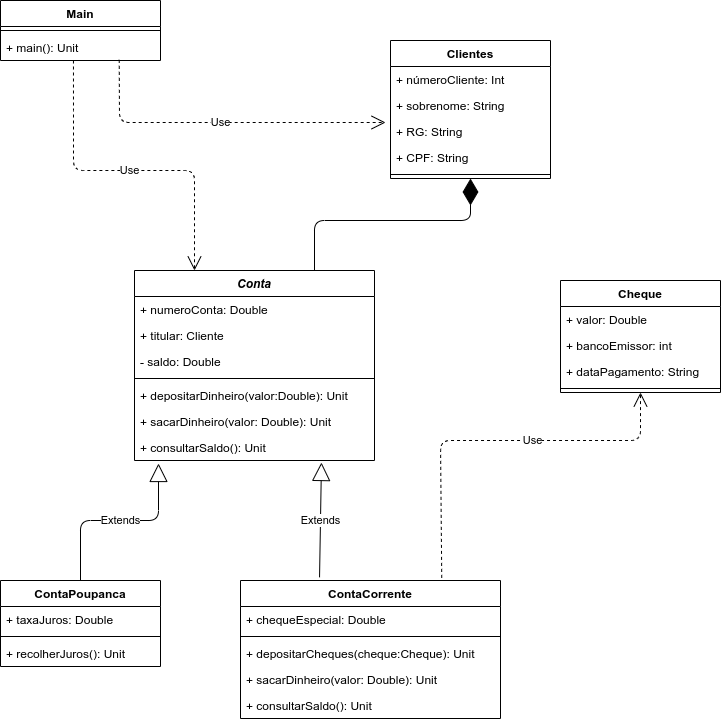 Main
+ main(): Unit
Clientes
+ númeroCliente: Int
+ sobrenome: String
+ RG: String
+ CPF: String
Use
Use
Conta
+ numeroConta: Double
+ titular: Cliente
- saldo: Double
+ depositarDinheiro(valor:Double): Unit
+ sacarDinheiro(valor: Double): Unit
+ consultarSaldo(): Unit
Cheque
+ valor: Double
+ bancoEmissor: int
+ dataPagamento: String
Use
Extends
Extends
ContaPoupanca
+ taxaJuros: Double
+ recolherJuros(): Unit
ContaCorrente
+ chequeEspecial: Double
+ depositarCheques(cheque:Cheque): Unit
+ sacarDinheiro(valor: Double): Unit
+ consultarSaldo(): Unit